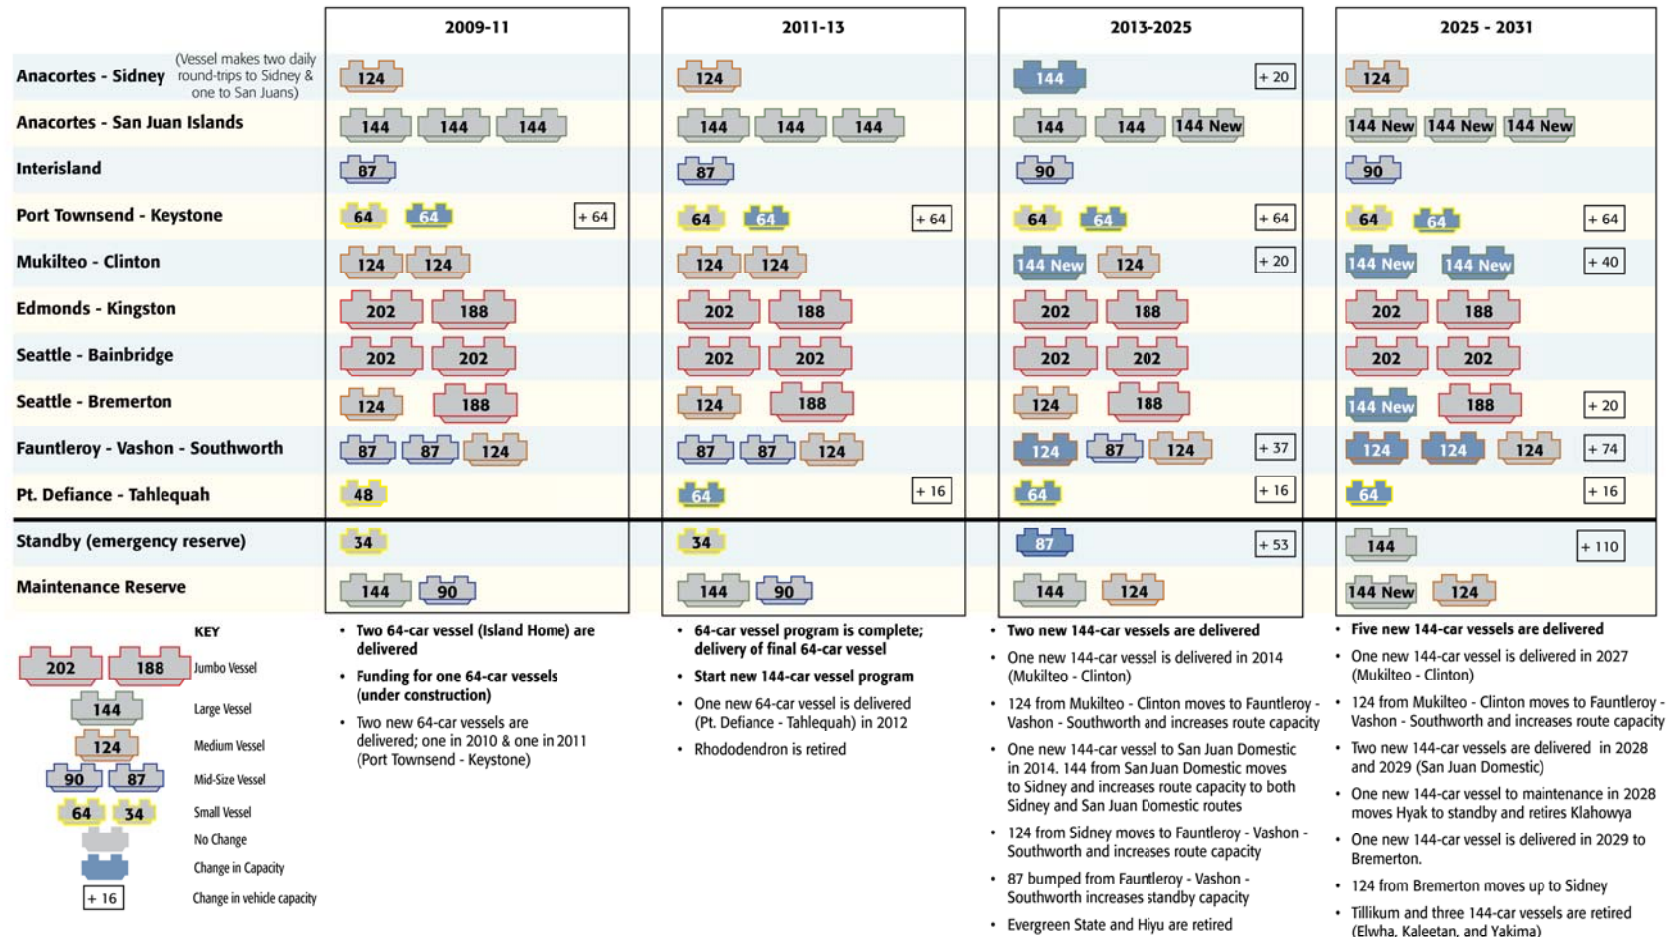 2009-11
2011-13
2013-2025
2025 - 2031
Anacortes - Sidney
(Vessel makes two daily
round-trips to Sidney &
one to San Juans)
124
124
144
+ 20
124
Anacortes - San Juan Islands
144 144 144
144 144 144
144 144 144 New
144 New 144 New 144 New
Interisland
87
87
90
90
Port Townsend - Keystone
64 64 + 64
64 64 + 64
64 64 + 64
64 64 + 64
Mukilteo - Clinton
124 124
124 124
144 New 124 + 20
144 New 144 New + 40
Edmonds - Kingston
202 188
202 188
202 188
202 188
Seattle - Bainbridge
202 202
202 202
202 202
202 202
Seattle - Bremerton
124 188
124 188
124 188
144 New 188 + 20
Fauntleroy - Vashon - Southworth
87 87 124
87 87 124
124 87 124 + 37
124 124 124 + 74
Pt. Defiance - Tahlequah
48
64 + 16
64 + 16
64 + 16
Standby (emergency reserve)
34
34
87 + 53
144 + 110
Maintenance Reserve
144 90
144 90
144 124
144 New 124
KEY
202 188 Jumbo Vessel
144 Large Vessel
124 Medium Vessel
90 87 Mid-Size Vessel
64 34 Small Vessel
No Change
Change in Capacity
+ 16 Change in vehicle capacity
• Two 64-car vessel (Island Home) are
delivered
• Funding for one 64-car vessels
(under construction)
• Two new 64-car vessels are
delivered; one in 2010 & one in 2011
(Port Townsend - Keystone)
• 64-car vessel program is complete;
delivery of final 64-car vessel
• Start new 144-car vessel program
• One new 64-car vessel is delivered
(Pt. Defiance - Tahlequah) in 2012
• Rhododendron is retired
• Two new 144-car vessels are delivered
• One new 144-car vessel is delivered in 2014
(Mukilteo - Clinton)
• 124 from Mukilteo - Clinton moves to Fauntleroy -
Vashon - Southworth and increases route capacity
• One new 144-car vessel to San Juan Domestic
in 2014. 144 from San Juan Domestic moves
to Sidney and increases route capacity to both
Sidney and San Juan Domestic routes
• 124 from Sidney moves to Fauntleroy - Vashon -
Southworth and increases route capacity
• 87 bumped from Fauntleroy - Vashon -
Southworth increases standby capacity
• Evergreen State and Hiyu are retired
• Five new 144-car vessels are delivered
• One new 144-car vessel is delivered in 2027
(Mukilteo - Clinton)
• 124 from Mukilteo - Clinton moves to Fauntleroy -
Vashon - Southworth and increases route capacity
• Two new 144-car vessels are delivered in 2028
and 2029 (San Juan Domestic)
• One new 144-car vessel to maintenance in 2028
moves Hyak to standby and retires Klahowya
• One new 144-car vessel is delivered in 2029 to
Bremerton.
• 124 from Bremerton moves up to Sidney
• Tillikum and three 144-car vessels are retired
(Elwha, Kaleetan, and Yakima)